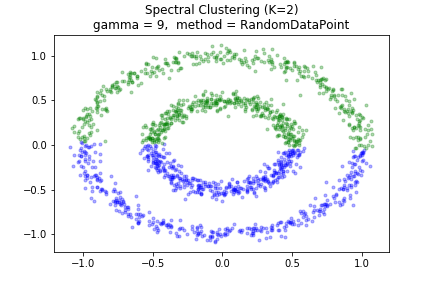 Spectral Clustering (K=2)
gamma = 9,  method = RandomDataPoint
1.0
0.5
0.0
−0.5
−1.0
−1.0 −0.5 0.0 0.5 1.0